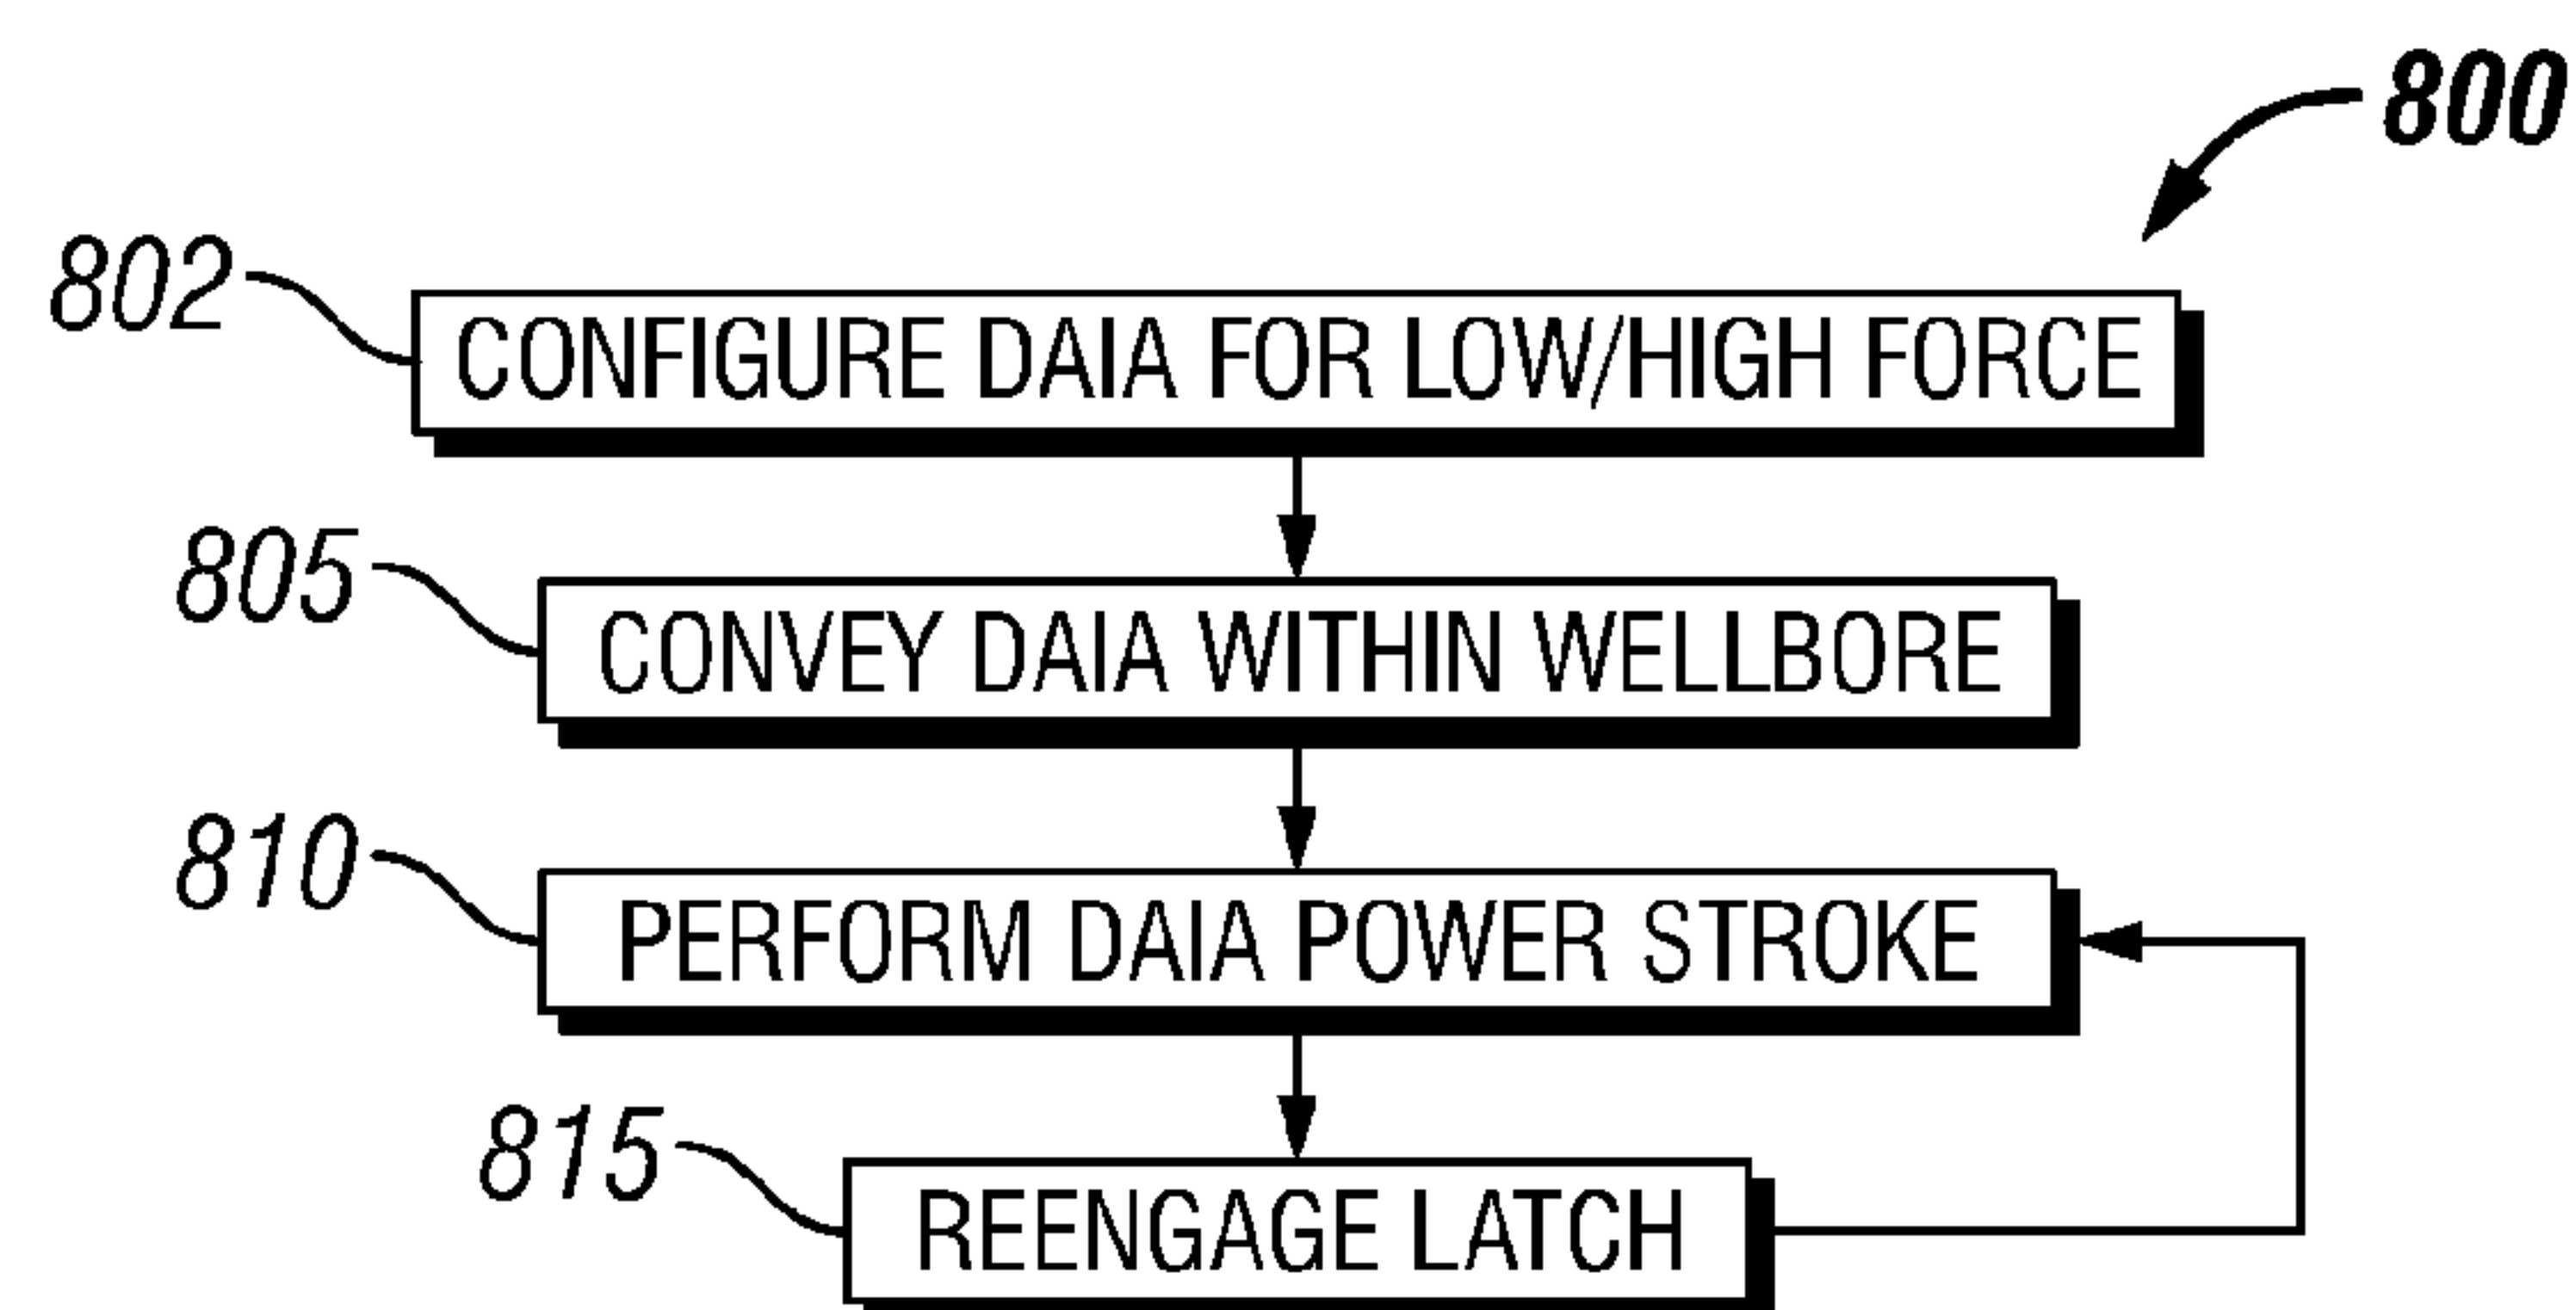 800
802
CONFIGURE DAIA FOR LOW/HIGH FORCE
805
CONVEY DAIA WITHIN WELLBORE
810
PERFORM DAIA POWER STROKE
815
REENGAGE LATCH